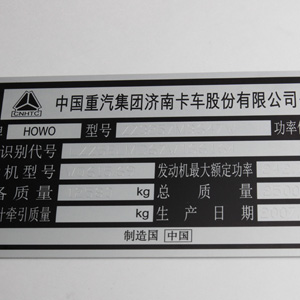 CNHTC 中国重汽集团济南卡车股份有限公司
牌 HOWO 型号 功率
识别代号
机型号 发动机最大额定功率
备质量 kg 总质量
计牵引质量 kg 生产日期
制造国 中国